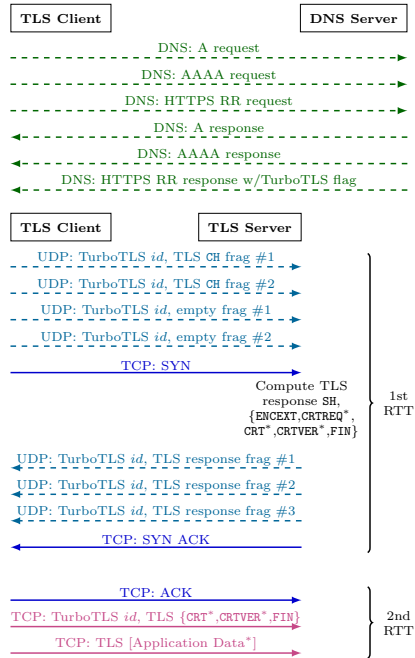 TLS Client DNS Server
DNS: A request
DNS: AAAA request
DNS: HTTPS RR request
DNS: A response
DNS: AAAA response
DNS: HTTPS RR response w/TurboTLS flag
TLS Client TLS Server
UDP: TurboTLS id, TLS CH frag #1
UDP: TurboTLS id, TLS CH frag #2
UDP: TurboTLS id, empty frag #1
UDP: TurboTLS id, empty frag #2
TCP: SYN
Compute TLS
response SH,
{ENCEXT,CRTREQ*,
CRT*,CRTVER*,FIN}
1st
RTT
UDP: TurboTLS id, TLS response frag #1
UDP: TurboTLS id, TLS response frag #2
UDP: TurboTLS id, TLS response frag #3
TCP: SYN ACK
TCP: ACK
TCP: TurboTLS id, TLS {CRT*,CRTVER*,FIN}
TCP: TLS [Application Data*]
2nd
RTT